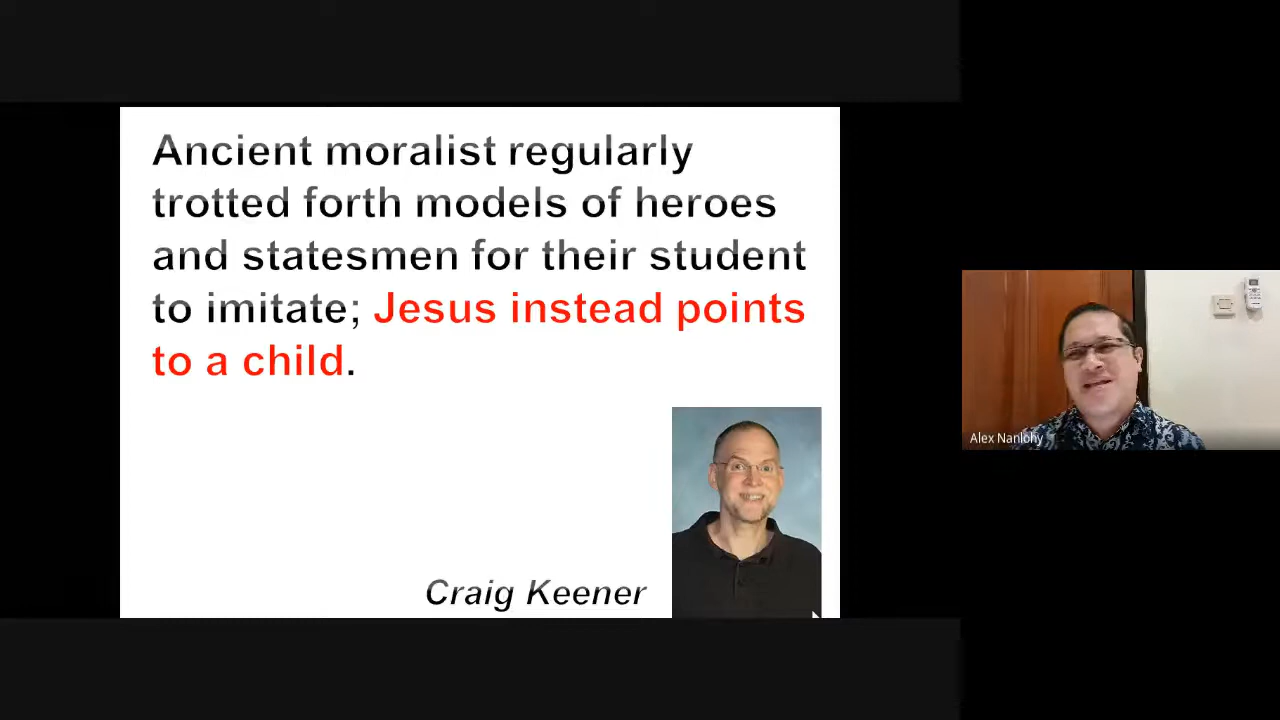 Ancient moralist regularly
trotted forth models of heroes
and statesmen for their student
to imitate; Jesus instead points
to a child.
Craig Keener
Alex Nanlohy